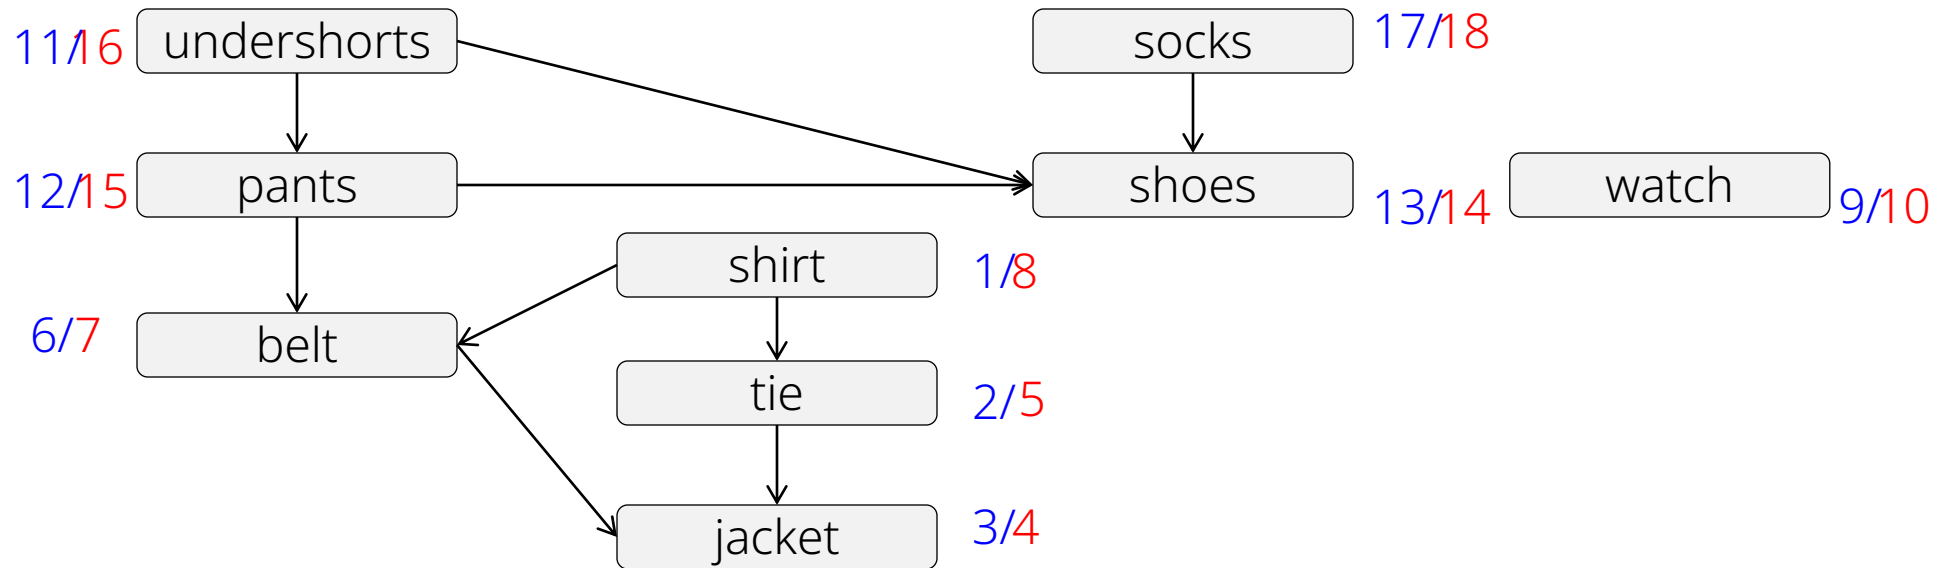 11/16 undershorts
socks 17/18
12/15 pants
shoes 13/14
watch 9/10
shirt 1/8
6/7 belt
tie 2/5
jacket 3/4